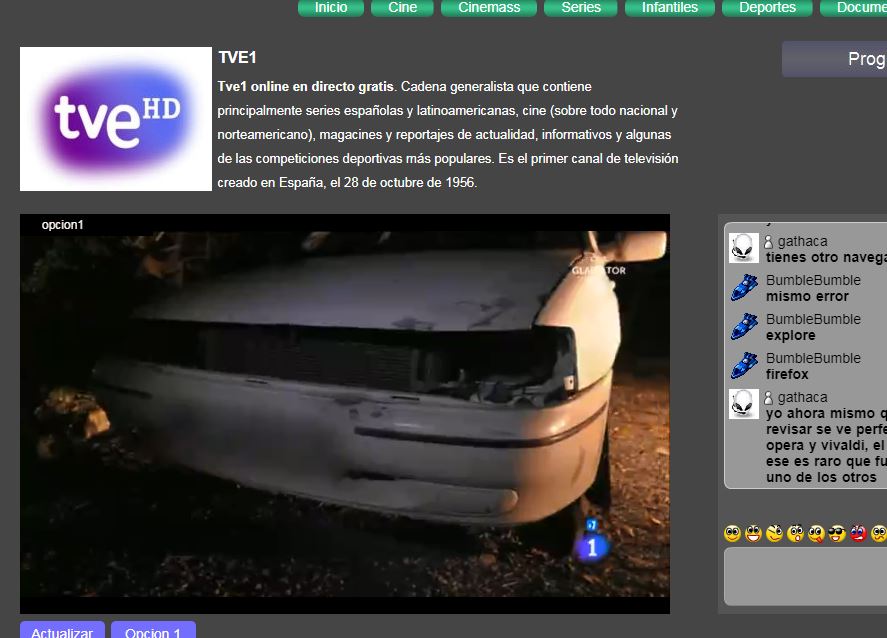 Inicio
Cine
Cinemass
Series
Infantiles
Deportes
Docume
tve HD
TVE1
Tve1 online en directo gratis. Cadena generalista que contiene
principalmente series españolas y latinoamericanas, cine (sobre todo nacional y
norteamericano), magacines y reportajes de actualidad, informativos y algunas
de las competiciones deportivas más populares. Es el primer canal de televisión
creado en España, el 28 de octubre de 1956.
Prog
opcion1
1
gathaca
tienes otro navega
BumbleBumble
mismo error
BumbleBumble
explore
BumbleBumble
firefox
gathaca
yo ahora mismo q
revisar se ve perfe
opera y vivaldi, el
ese es raro que fu
uno de los otros
Actualizar
Opcion 1